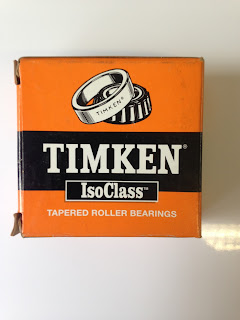 TIMKEN®
TIMKEN®
IsoClass™
TAPERED ROLLER BEARINGS